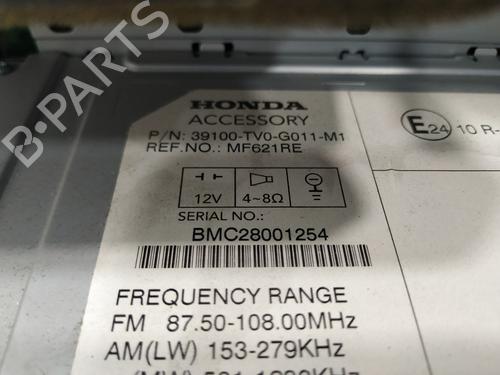 B-PARTS
HONDA
ACCESSORY
P/N: 39100-TV0-G011-M1
REF.NO.: MF621RE
E24 10 R-
12V 4~8Ω
SERIAL NO.:
BMC28001254
FREQUENCY RANGE
FM 87.50-108.00MHz
AM(LW) 153-279KHz